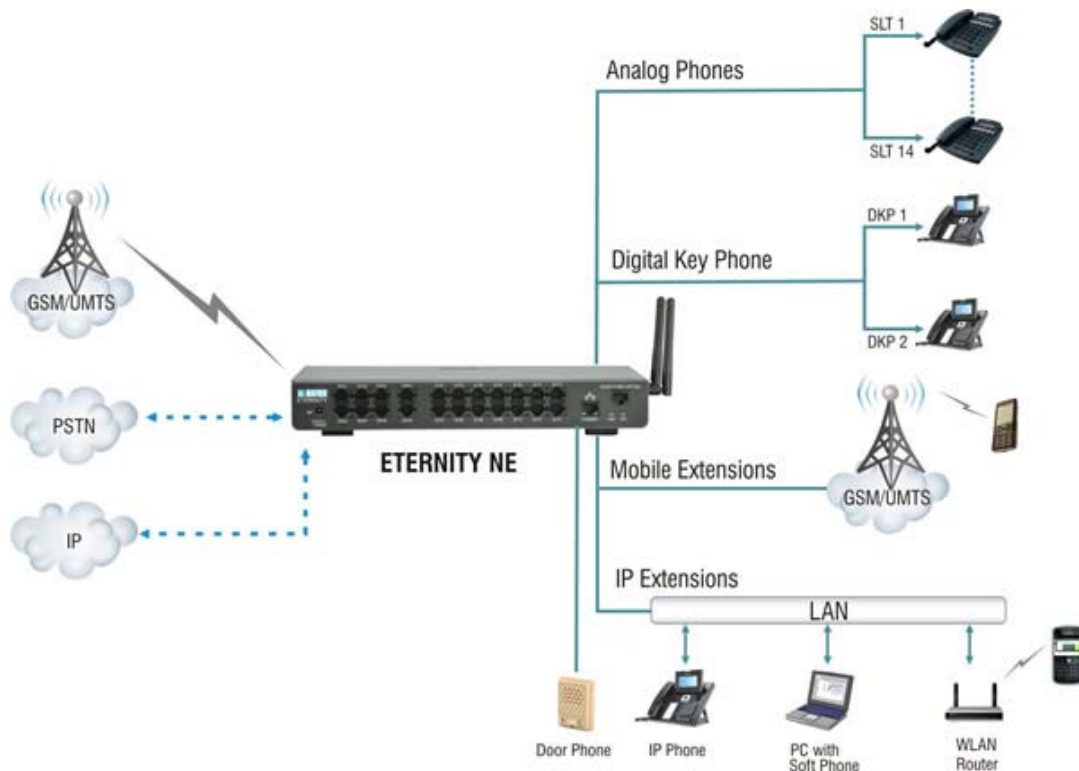 SLT 1
Analog Phones
SLT 14
DKP 1
Digital Key Phone
DKP 2
GSM/UMTS
PSTN
ETERNITY NE
Mobile Extensions
GSM/UMTS
IP
IP Extensions
LAN
Door Phone
IP Phone
PC with
Soft Phone
WLAN
Router